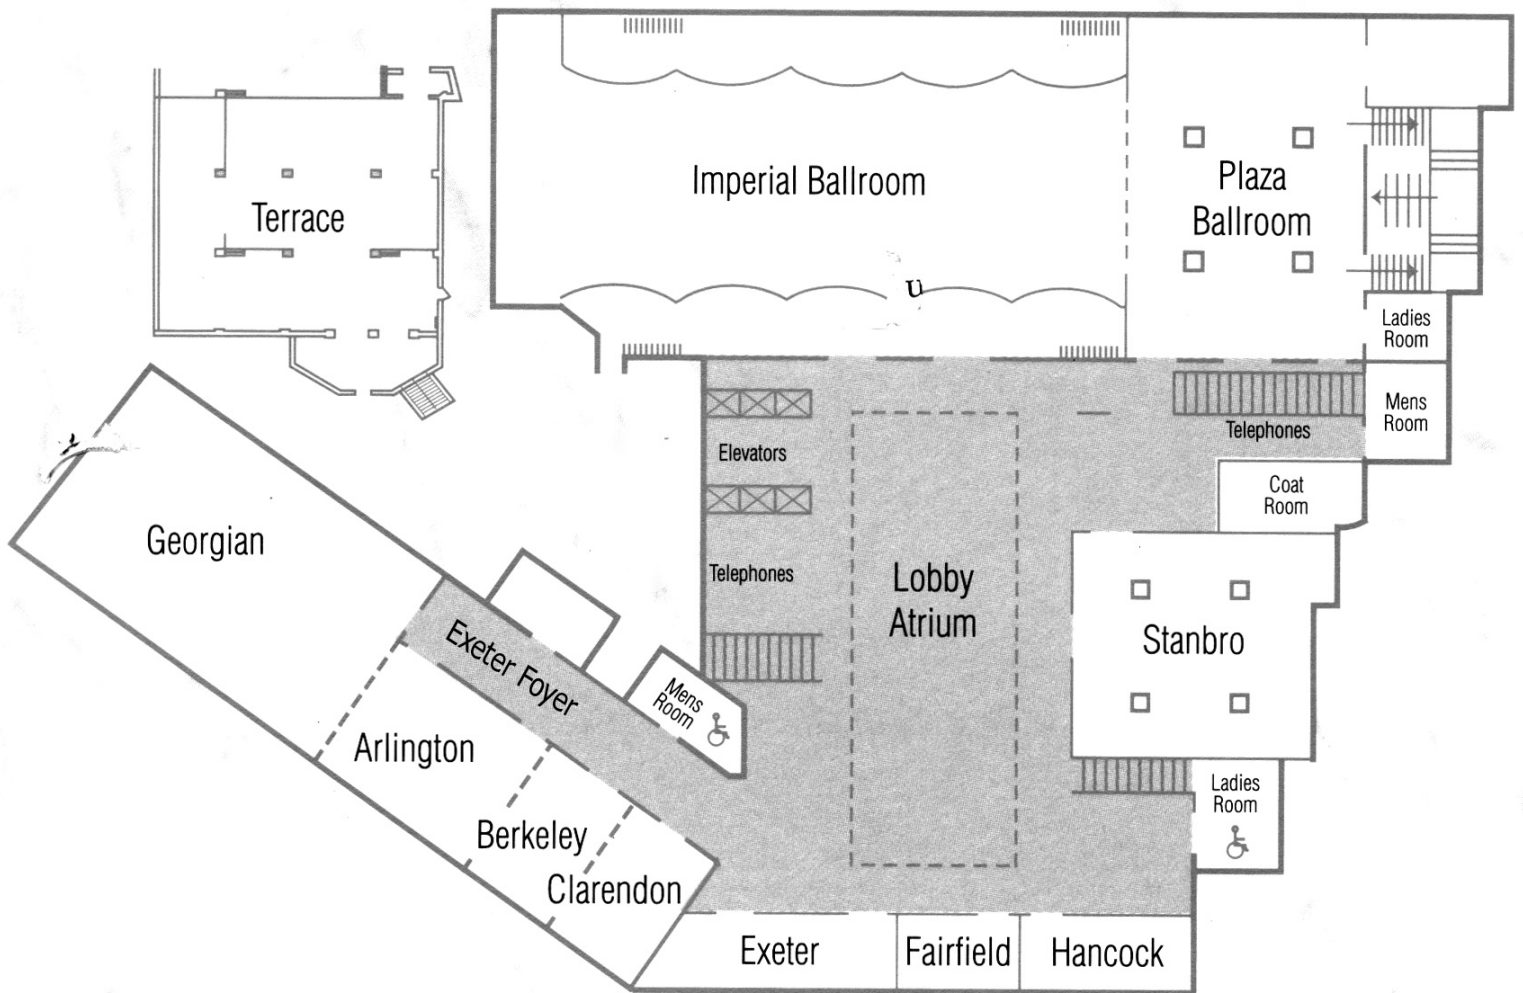 Imperial Ballroom
Plaza
Ballroom
Terrace
u
Ladies
Room
Mens
Room
Telephones
Elevators
Coat
Room
Georgian
Telephones
Lobby
Atrium
Exeter Foyer
Stanbro
Mens
Room
Arlington
Ladies
Room
Berkeley
Clarendon
Exeter
Fairfield
Hancock